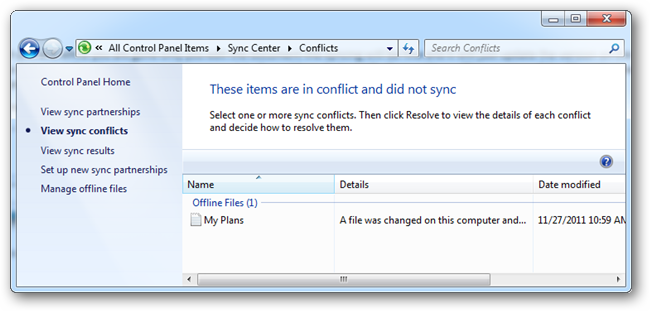 « All Control Panel Items Sync Center Conflicts
Search Conflicts
Control Panel Home
View sync partnerships
View sync conflicts
View sync results
Set up new sync partnerships
Manage offline files
These items are in conflict and did not sync
Select one or more sync conflicts. Then click Resolve to view the details of each conflict
and decide how to resolve them.
Name Details Date modified
Offline Files (1)
My Plans A file was changed on this computer and... 11/27/2011 10:59 AM